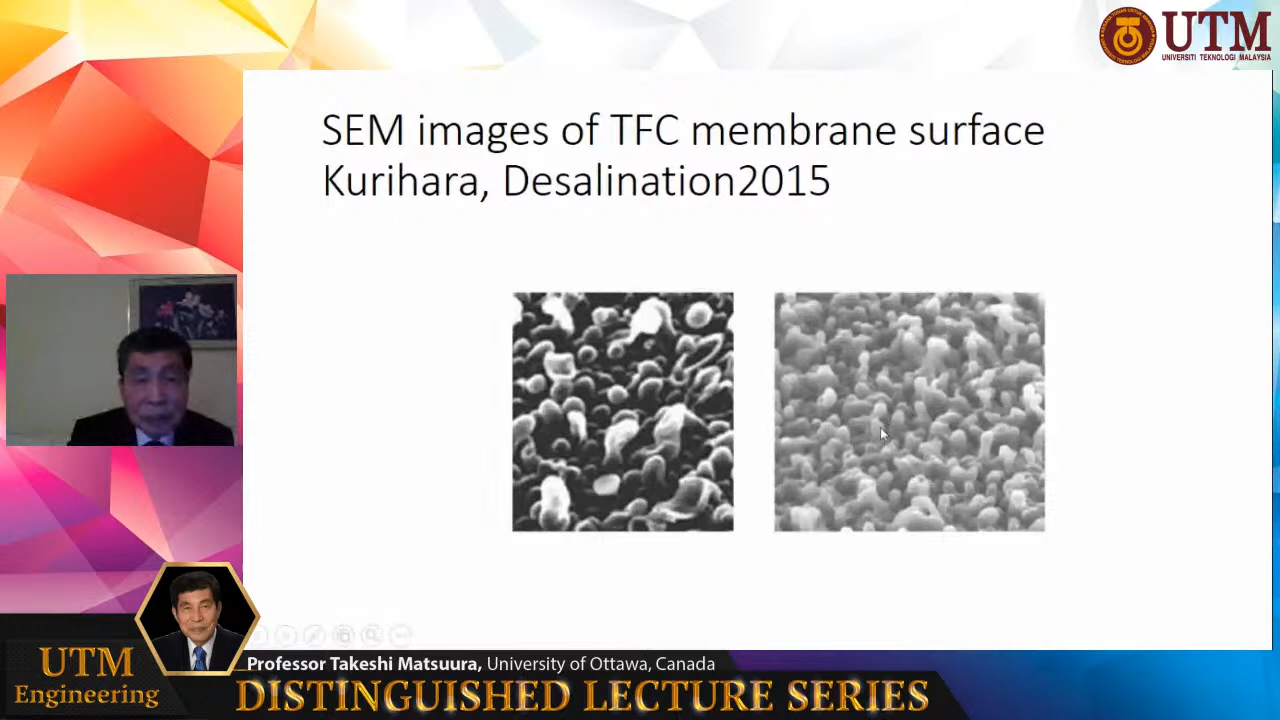 UTM
UNIVERSITI TEKNOLOGI MALAYSIA
SEM images of TFC membrane surface
Kurihara, Desalination2015
UTM
Engineering
Professor Takeshi Matsuura, University of Ottawa, Canada
DISTINGUISHED LECTURE SERIES